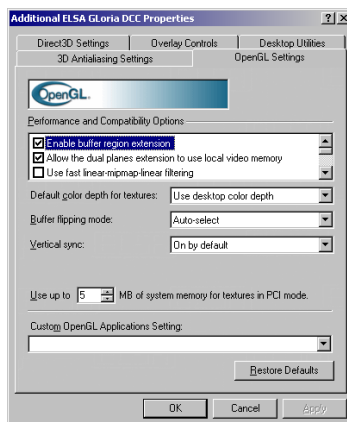 Additional ELSA GLoria DCC Properties
Direct3D Settings
Overlay Controls
Desktop Utilities
3D Antialiasing Settings
OpenGL Settings
OpenGL.
Performance and Compatibility Options
Enable buffer region extension
Allow the dual planes extension to use local video memory
Use fast linear-mipmap-linear filtering
Default color depth for textures: Use desktop color depth
Buffer flipping mode: Auto-select
Vertical sync: On by default
Use up to 5 MB of system memory for textures in PCI mode.
Custom OpenGL Applications Setting:
Restore Defaults
OK Cancel Apply